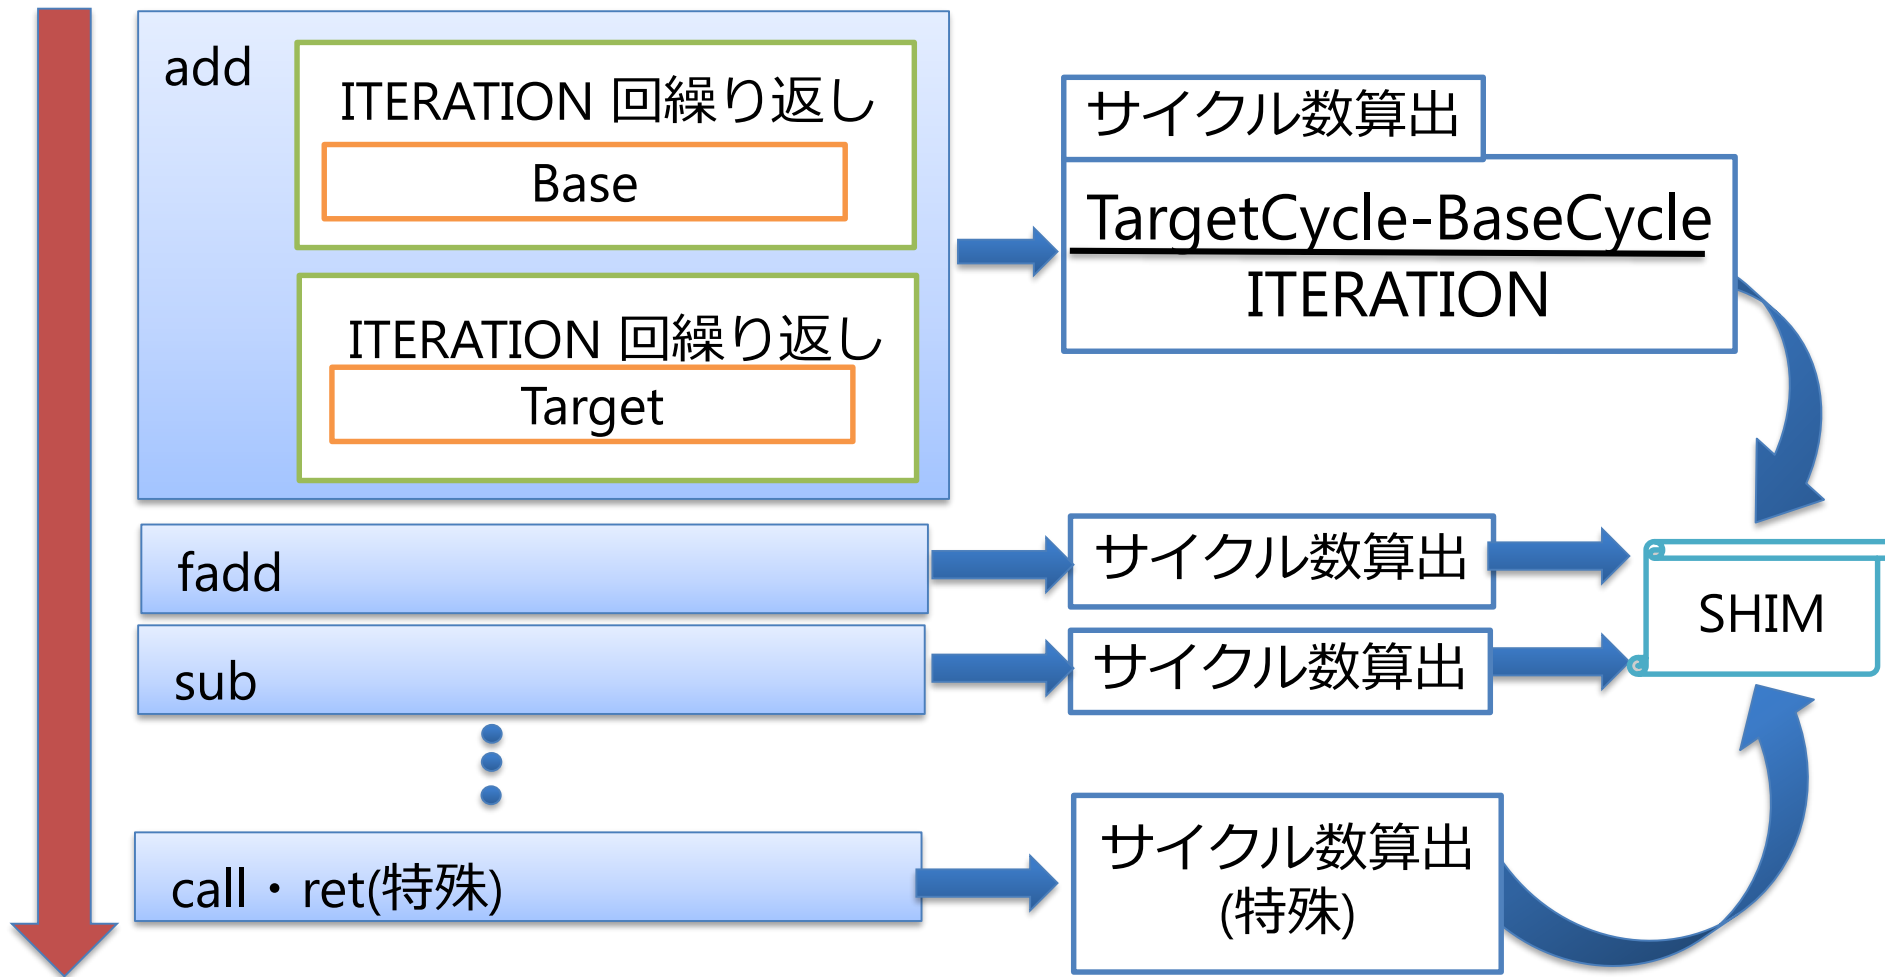 add
ITERATION 回繰り返し
Base
ITERATION 回繰り返し
Target
サイクル数算出
TargetCycle-BaseCycle
ITERATION
fadd
サイクル数算出
sub
サイクル数算出
SHIM
call・ret(特殊)
サイクル数算出
(特殊)